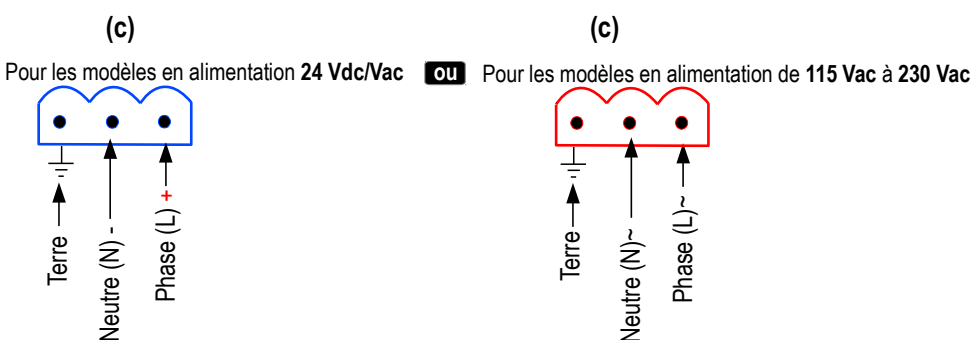 (c) (c)
Pour les modèles en alimentation 24 Vdc/Vac ou Pour les modèles en alimentation de 115 Vac à 230 Vac
Terre
Neutre (N) -
Phase (L) +
Terre
Neutre (N)~
Phase (L)~